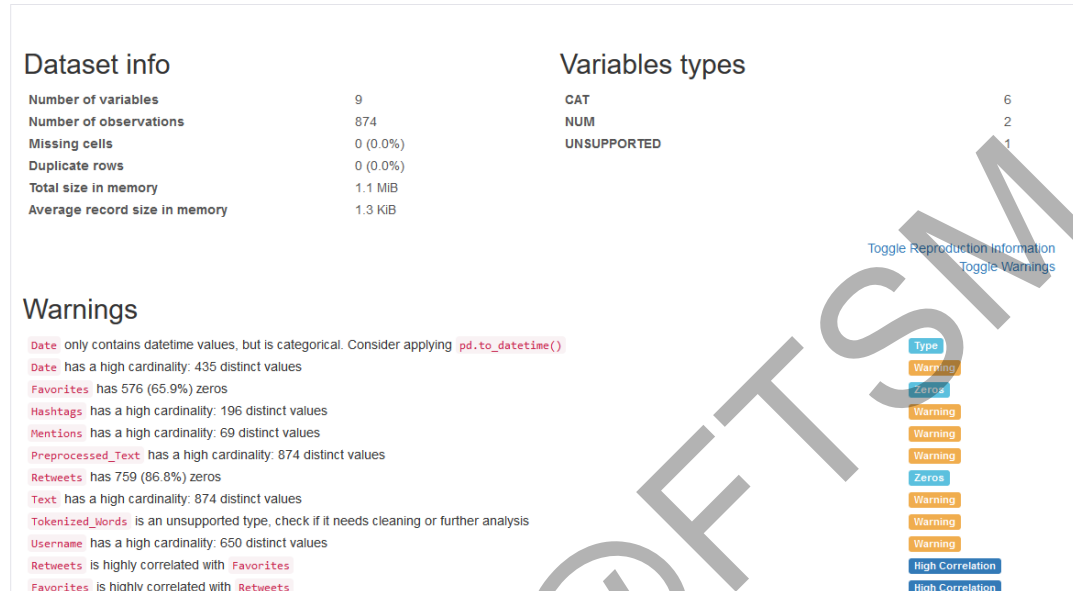 Dataset info
Number of variables 9
Number of observations 874
Missing cells 0 (0.0%)
Duplicate rows 0 (0.0%)
Total size in memory 1.1 MiB
Average record size in memory 1.3 KiB
Variables types
CAT 6
NUM 2
UNSUPPORTED 1
Toggle Reproduction Information
Toggle Warnings
Warnings
Date only contains datetime values, but is categorical. Consider applying pd.to_datetime() Type
Date has a high cardinality: 435 distinct values Warning
Favorites has 576 (65.9%) zeros Zeros
Hashtags has a high cardinality: 196 distinct values Warning
Mentions has a high cardinality: 69 distinct values Warning
Preprocessed_Text has a high cardinality: 874 distinct values Warning
Retweets has 759 (86.8%) zeros Zeros
Text has a high cardinality: 874 distinct values Warning
Tokenized_Words is an unsupported type, check if it needs cleaning or further analysis Warning
Username has a high cardinality: 650 distinct values Warning
Retweets is highly correlated with Favorites High Correlation
Favorites is highly correlated with Retweets High Correlation
@FTSM